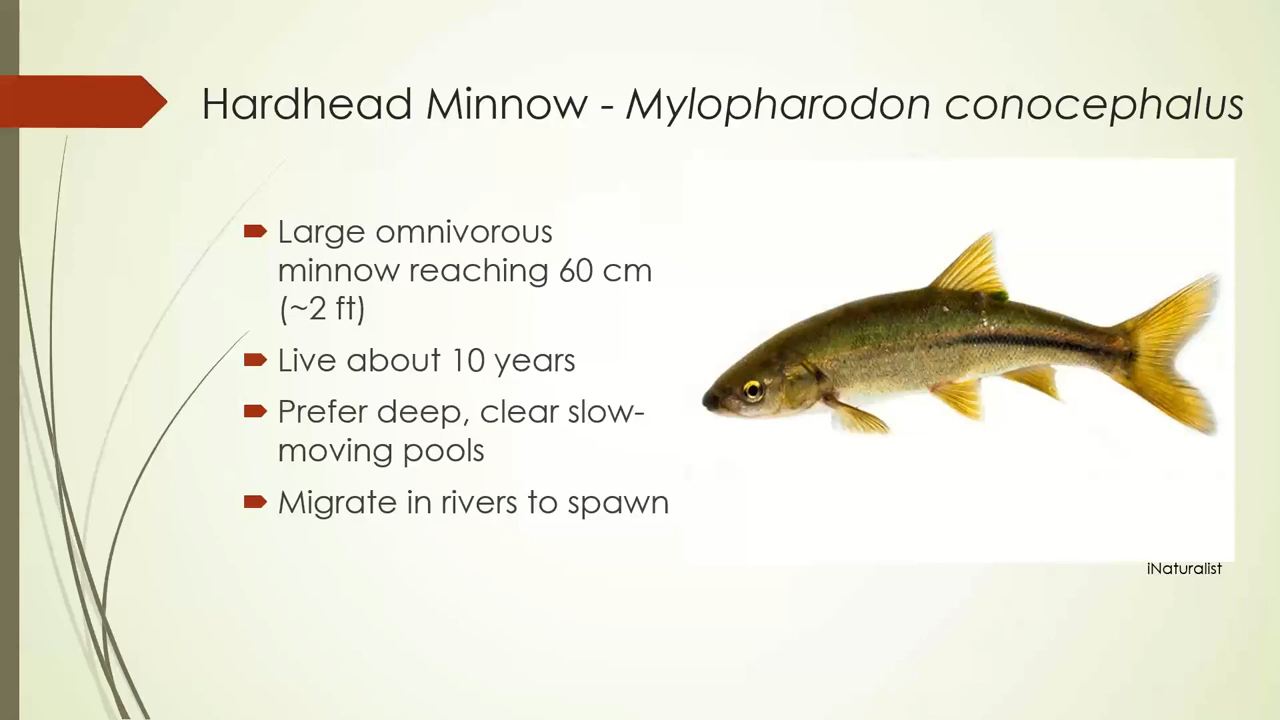 Hardhead Minnow - Mylopharodon conocephalus
Large omnivorous
minnow reaching 60 cm
(~2 ft)
Live about 10 years
Prefer deep, clear slow-
moving pools
Migrate in rivers to spawn
iNaturalist